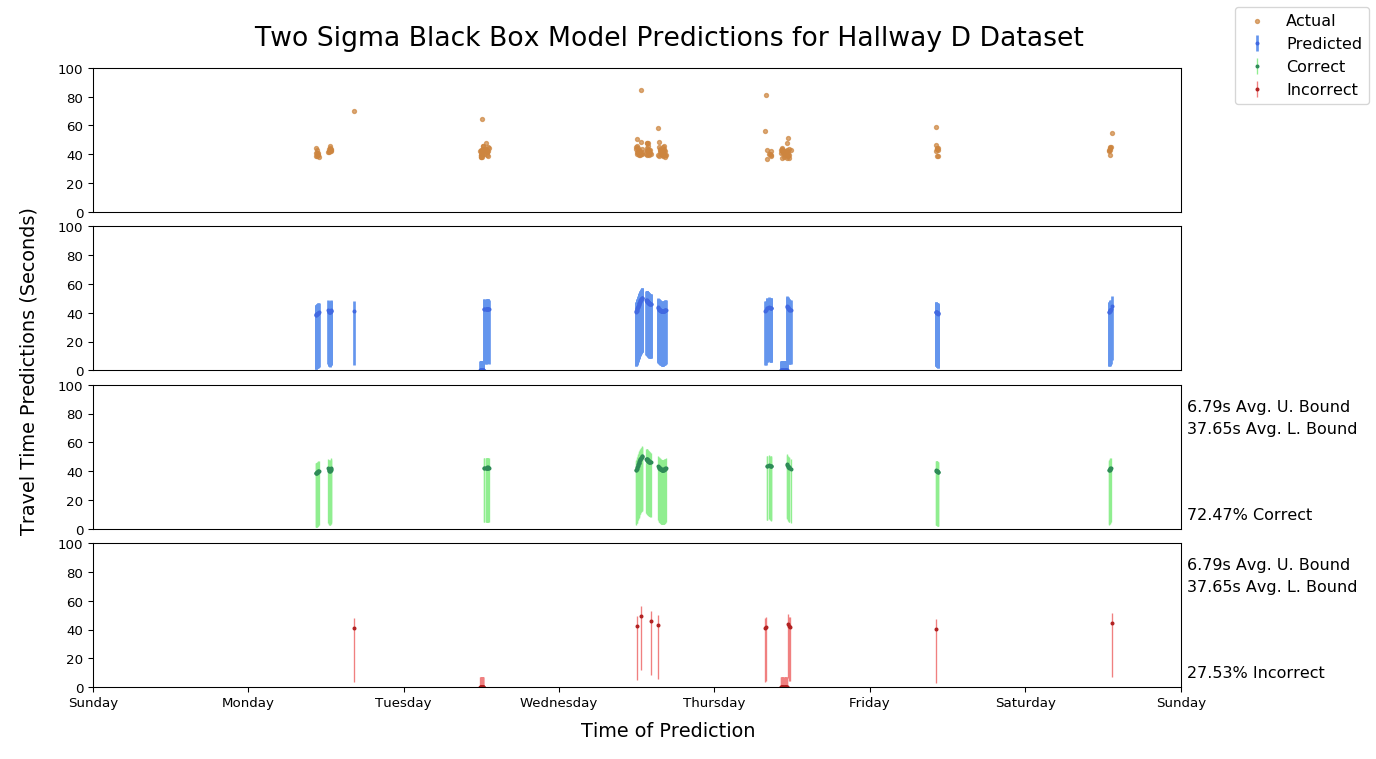 Two Sigma Black Box Model Predictions for Hallway D Dataset
Actual
Predicted
Correct
Incorrect
Travel Time Predictions (Seconds)
100
80
60
40
20
0
100
80
60
40
20
0
100
80
60
40
20
0
6.79s Avg. U. Bound
37.65s Avg. L. Bound
72.47% Correct
100
80
60
40
20
0
6.79s Avg. U. Bound
37.65s Avg. L. Bound
27.53% Incorrect
Sunday Monday Tuesday Wednesday Thursday Friday Saturday Sunday
Time of Prediction